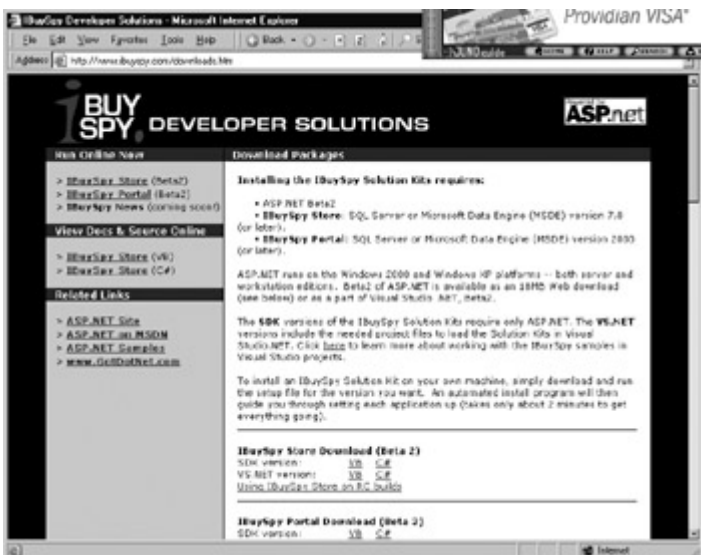 IBuySpy Developer Solutions - Microsoft Internet Explorer
Providian VISA®
File Edit View Favorites Tools Help
Back
JUNO guide HOME HELP SEARCH
Address http://www.ibuyspy.com/downloads.htm
iBUY SPY. DEVELOPER SOLUTIONS
ASP.net
Run Online Now
> IBuySpy Store (Beta2)
> IBuySpy Portal (Beta2)
> IBuySpy News (coming soon!)
View Docs & Source Online
> IBuySpy Store (VB)
> IBuySpy Store (C#)
Related Links
> ASP.NET Site
> ASP.NET on MSDN
> ASP.NET Samples
> www.GotDotNet.com
Download Packages
Installing the IBuySpy Solution Kits requires:
• ASP.NET Beta2
• IBuySpy Store: SQL Server or Microsoft Data Engine (MSDE) version 7.0
(or later).
• IBuySpy Portal: SQL Server or Microsoft Data Engine (MSDE) version 2000
(or later).
ASP.NET runs on the Windows 2000 and Windows XP platforms -- both server and
workstation editions. Beta2 of ASP.NET is available as an 18MB Web download
(see below) or as a part of Visual Studio .NET, Beta2.
The SDK versions of the IBuySpy Solution Kits require only ASP.NET. The VS.NET
versions include the needed project files to load the Solution Kits in Visual
Studio.NET. Click here to learn more about working with the IBuySpy samples in
Visual Studio projects.
To install an IBuySpy Solution Kit on your own machine, simply download and run
the setup file for the version you want. An automated install program will then
guide you through setting each application up (takes only about 2 minutes to get
everything going).
IBuySpy Store Download (Beta 2)
SDK version: VB C#
VS.NET version: VB C#
Using IBuySpy Store on RC builds
IBuySpy Portal Download (Beta 2)
SDK version: VB C#
Internet